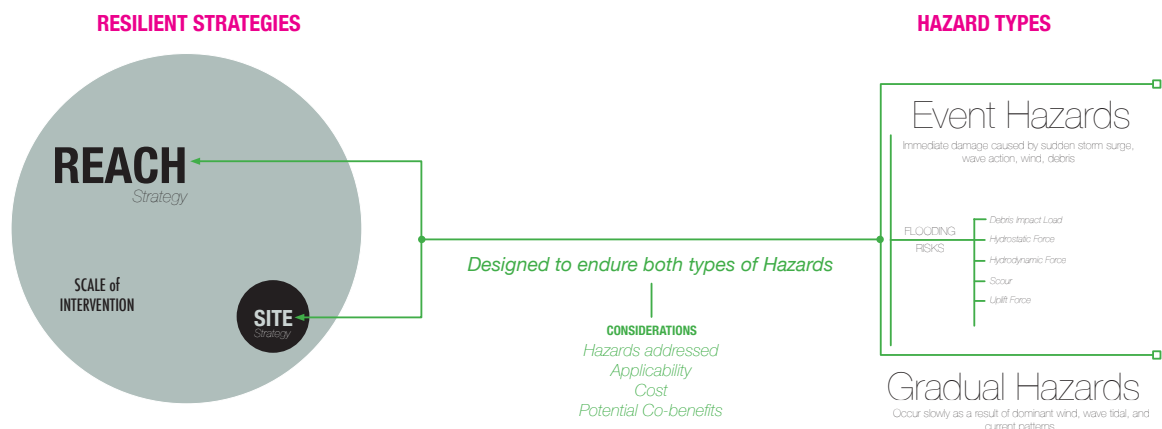 RESILIENT STRATEGIES
HAZARD TYPES
REACH
Strategy
SCALE of
INTERVENTION
SITE
Strategy
Designed to endure both types of Hazards
CONSIDERATIONS
Hazards addressed
Applicability
Cost
Potential Co-benefits
Event Hazards
Immediate damage caused by sudden storm surge,
wave action, wind, debris
FLOODING
RISKS
Debris Impact Load
Hydrostatic Force
Hydrodynamic Force
Scour
Uplift Force
Gradual Hazards
Occur slowly as a result of dominant wind, wave tidal, and
current patterns